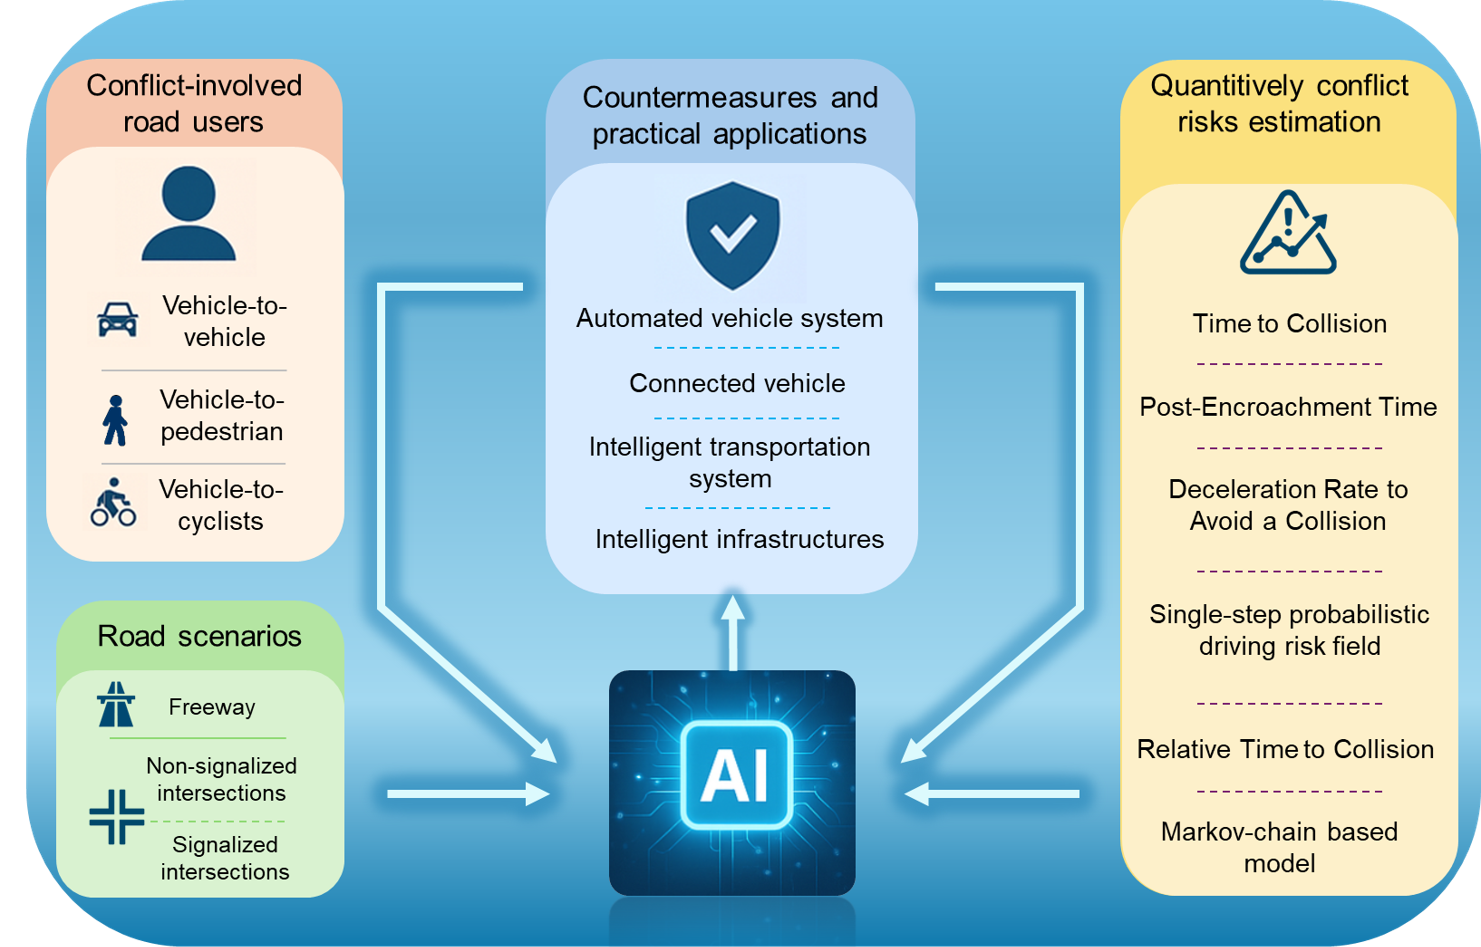 Conflict-involved
road users
Vehicle-to-
vehicle
Vehicle-to-
pedestrian
Vehicle-to-
cyclists
Road scenarios
Freeway
Non-signalized
intersections
Signalized
intersections
Countermeasures and
practical applications
Automated vehicle system
Connected vehicle
Intelligent transportation
system
Intelligent infrastructures
AI
Quantitively conflict
risks estimation
Time to Collision
Post-Encroachment Time
Deceleration Rate to
Avoid a Collision
Single-step probabilistic
driving risk field
Relative Time to Collision
Markov-chain based
model